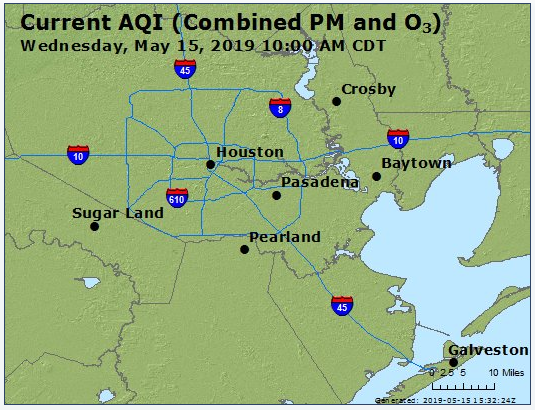 Current AQI (Combined PM and O3)
Wednesday, May 15, 2019 10:00 AM CDT
45
Crosby
8
10
10
Houston
Baytown
Pasadena
610
Sugar Land
Pearland
45
Galveston
0 2.5 5 10 Miles
Generated: 2019-05-15 15:32:24Z